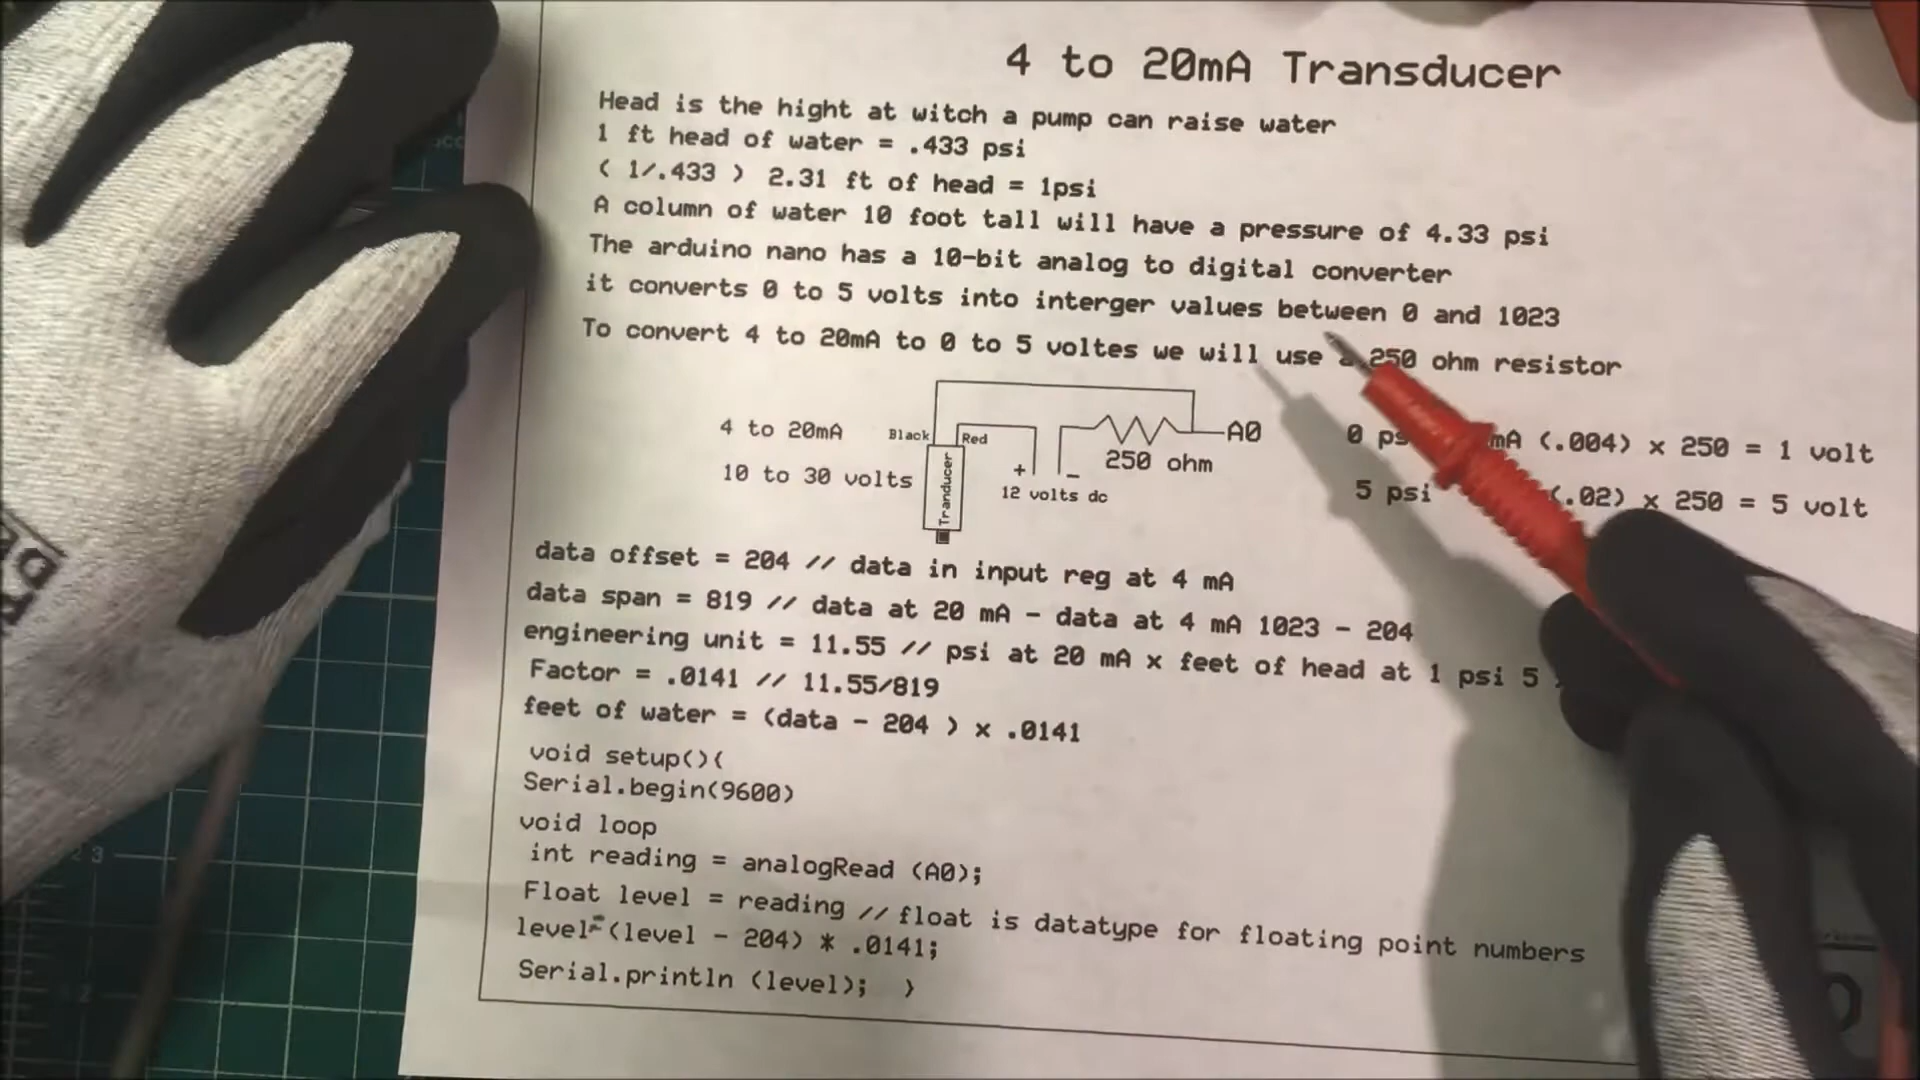 4 to 20mA Transducer
Head is the hight at witch a pump can raise water
1 ft head of water = .433 psi
( 1/.433 ) 2.31 ft of head = 1psi
A column of water 10 foot tall will have a pressure of 4.33 psi
The arduino nano has a 10-bit analog to digital converter
it converts 0 to 5 volts into interger values between 0 and 1023
To convert 4 to 20mA to 0 to 5 voltes we will use a 250 ohm resistor
4 to 20mA
10 to 30 volts
Black
Red
Tranducer
+
-
12 volts dc
250 ohm
A0
0 ps mA (.004) x 250 = 1 volt
5 psi (.02) x 250 = 5 volt
data offset = 204 // data in input reg at 4 mA
data span = 819 // data at 20 mA - data at 4 mA 1023 - 204
engineering unit = 11.55 // psi at 20 mA x feet of head at 1 psi 5
Factor = .0141 // 11.55/819
feet of water = (data - 204 ) x .0141
void setup(){
Serial.begin(9600)
void loop
int reading = analogRead (A0);
Float level = reading // float is datatype for floating point numbers
level=(level - 204) * .0141;
Serial.println (level); }